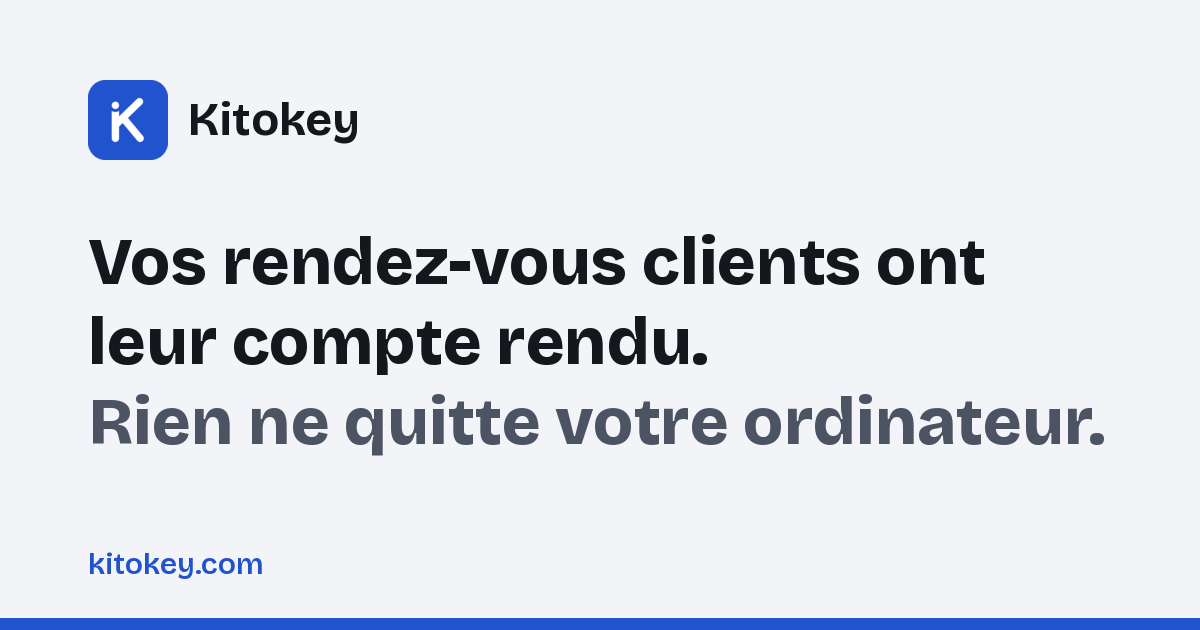 Kitokey
Vos rendez-vous clients ont
leur compte rendu.
Rien ne quitte votre ordinateur.
kitokey.com